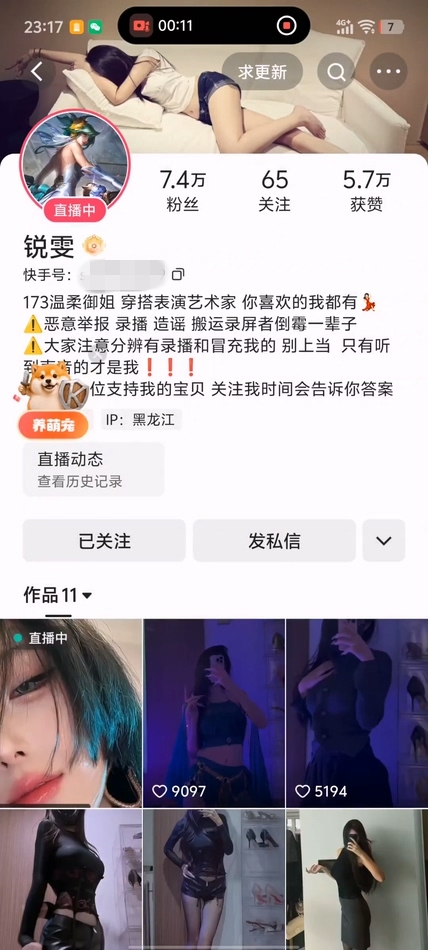 23:17
00:11
4G+
7
求更新
7.4万
65
5.7万
粉丝
关注
获赞
直播中
锐雯
快手号：
173温柔御姐 穿搭表演艺术家 你喜欢的我都有💃
⚠️恶意举报 录播 造谣 搬运录屏者倒霉一辈子
⚠️大家注意分辨有录播和冒充我的 别上当 只有听
的才是我❗❗❗
位支持我的宝贝 关注我时间会告诉你答案
养萌宠
IP：黑龙江
直播动态
查看历史记录
已关注
发私信
作品11
直播中
9097
5194